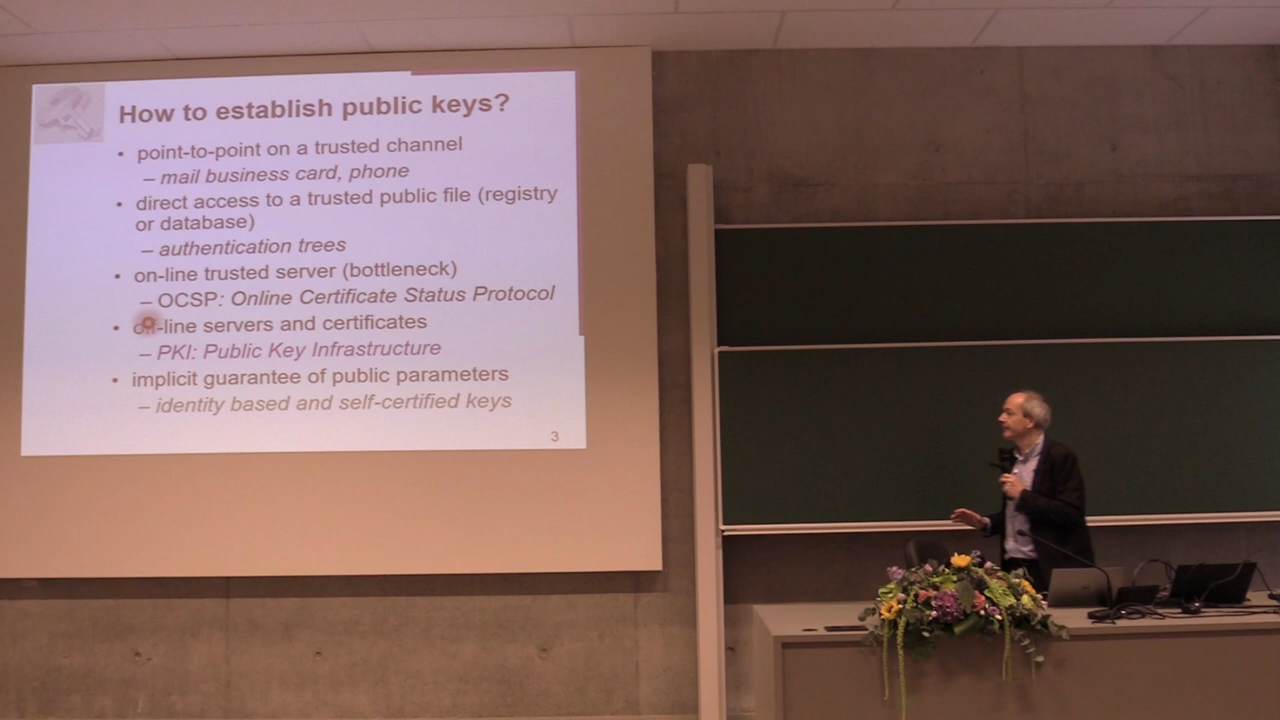 How to establish public keys?
• point-to-point on a trusted channel
– mail business card, phone
• direct access to a trusted public file (registry
or database)
– authentication trees
• on-line trusted server (bottleneck)
– OCSP: Online Certificate Status Protocol
• off-line servers and certificates
– PKI: Public Key Infrastructure
• implicit guarantee of public parameters
– identity based and self-certified keys
3